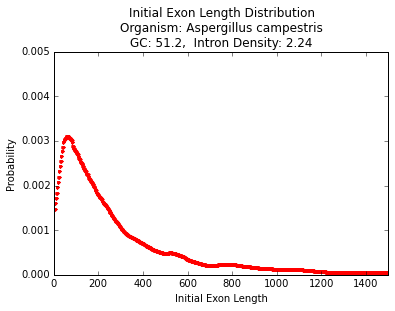 Initial Exon Length Distribution
Organism: Aspergillus campestris
GC: 51.2,  Intron Density: 2.24
0.005
0.004
0.003
0.002
0.001
0.000
Probability
0 200 400 600 800 1000 1200 1400
Initial Exon Length